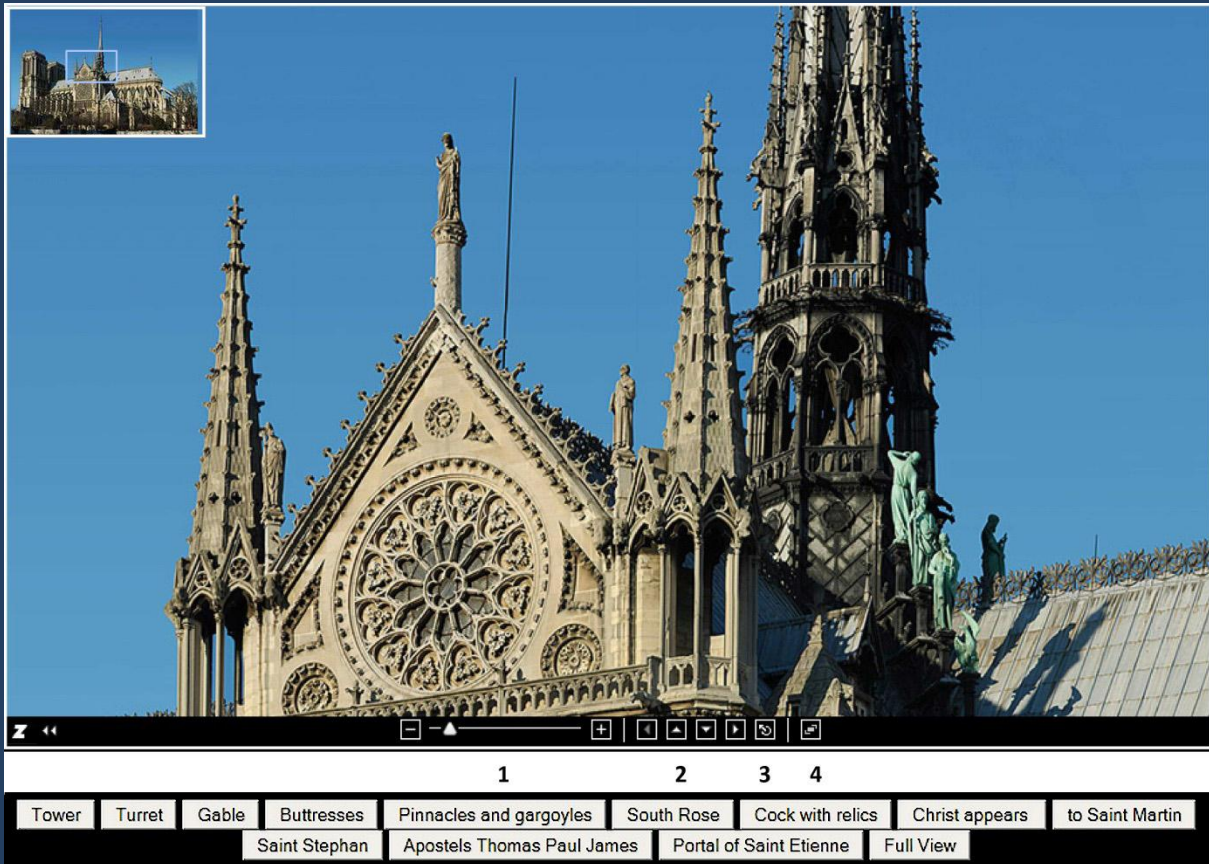 Z
1 2 3 4
Tower Turret Gable Buttresses Pinnacles and gargoyles South Rose Cock with relics Christ appears to Saint Martin
Saint Stephan Apostels Thomas Paul James Portal of Saint Etienne Full View